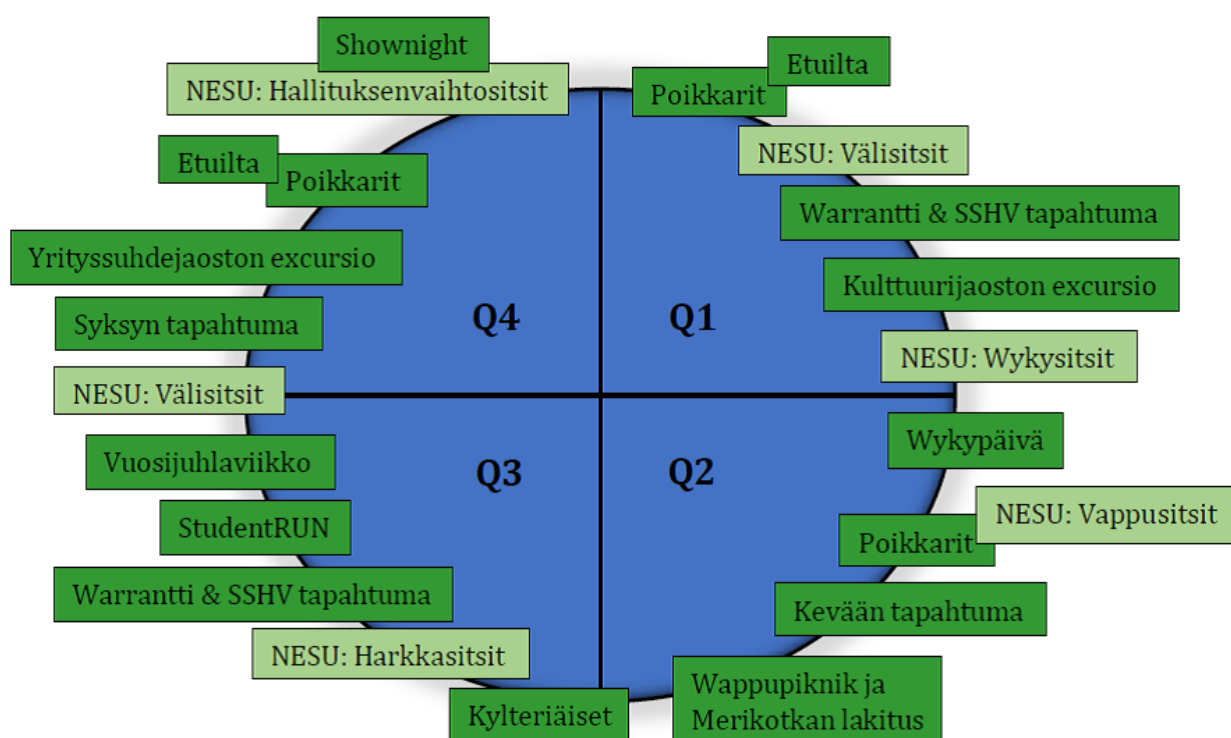 Shownight
NESU: Hallituksenvaihtositsit
Etuilta
Poikkarit
Etuilta
Poikkarit
NESU: Välisitsit
Warrantti & SSHV tapahtuma
Yrityssuhdejaoston excursio
Kulttuurijaoston excursio
Syksyn tapahtuma
Q4
Q1
NESU: Wykysitsit
NESU: Välisitsit
Wykypäivä
Vuosijuhlaviikko
Q3
Q2
NESU: Vappusitsit
StudentRUN
Poikkarit
Warrantti & SSHV tapahtuma
Kevään tapahtuma
NESU: Harkkasitsit
Wappupiknik ja
Merikotkan lakitus
Kylteriäiset